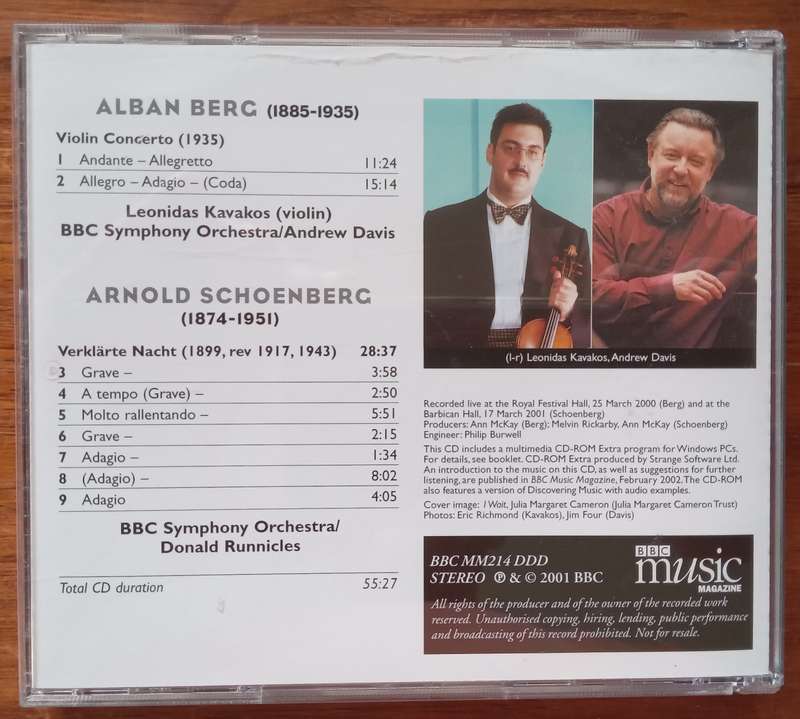 ALBAN BERG (1885-1935)
Violin Concerto (1935)
1 Andante – Allegretto 11:24
2 Allegro – Adagio – (Coda) 15:14
Leonidas Kavakos (violin)
BBC Symphony Orchestra/Andrew Davis
ARNOLD SCHOENBERG
(1874-1951)
Verklärte Nacht (1899, rev 1917, 1943) 28:37
3 Grave – 3:58
4 A tempo (Grave) – 2:50
5 Molto rallentando – 5:51
6 Grave – 2:15
7 Adagio – 1:34
8 (Adagio) – 8:02
9 Adagio 4:05
BBC Symphony Orchestra/
Donald Runnicles
Total CD duration 55:27
(l-r) Leonidas Kavakos, Andrew Davis
Recorded live at the Royal Festival Hall, 25 March 2000 (Berg) and at the
Barbican Hall, 17 March 2001 (Schoenberg)
Producers: Ann McKay (Berg); Melvin Rickarby, Ann McKay (Schoenberg)
Engineer: Philip Burwell
This CD includes a multimedia CD-ROM Extra program for Windows PCs.
For details, see booklet. CD-ROM Extra produced by Strange Software Ltd.
An introduction to the music on this CD, as well as suggestions for further
listening, are published in BBC Music Magazine, February 2002. The CD-ROM
also features a version of Discovering Music with audio examples.
Cover image: I Wait, Julia Margaret Cameron (Julia Margaret Cameron Trust)
Photos: Eric Richmond (Kavakos), Jim Four (Davis)
BBC MM214 DDD
STEREO ℗ & © 2001 BBC
BBC
music
MAGAZINE
All rights of the producer and of the owner of the recorded work
reserved. Unauthorised copying, hiring, lending, public performance
and broadcasting of this record prohibited. Not for resale.